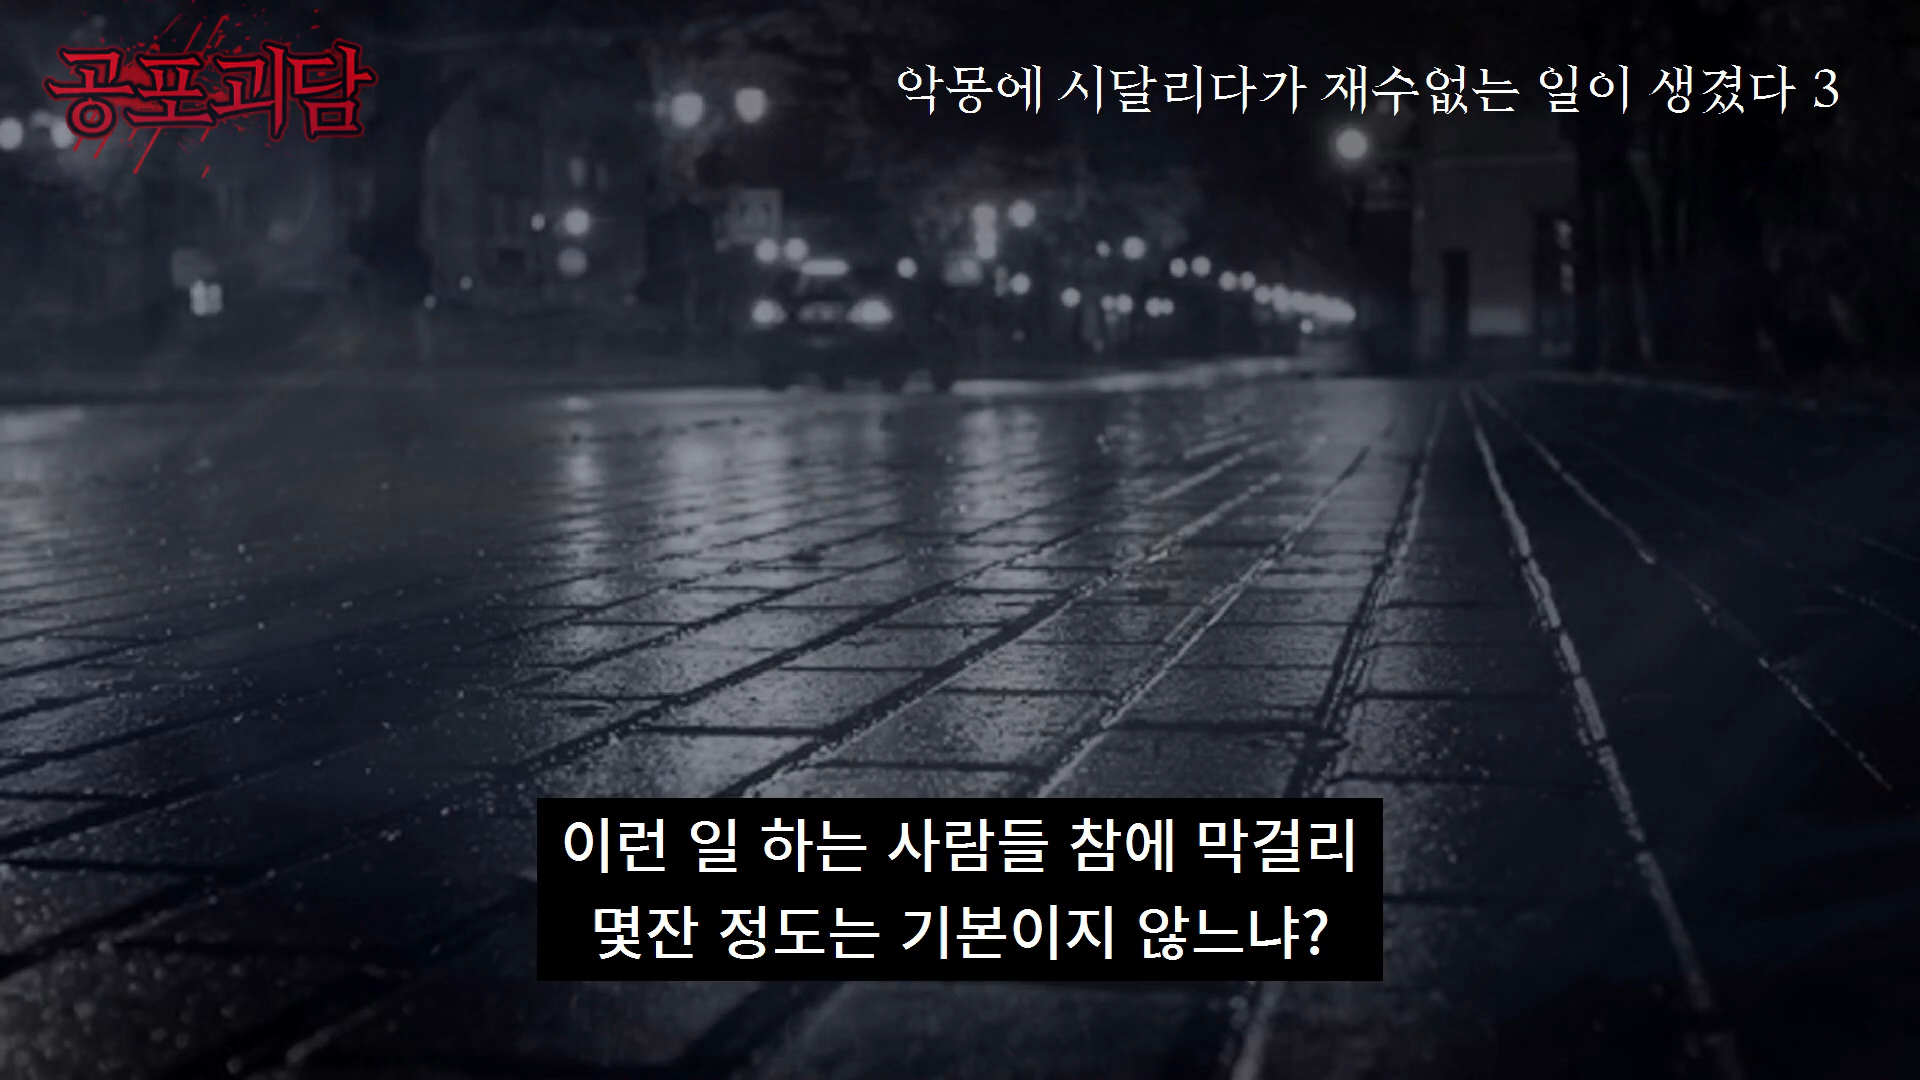 공포괴담
악몽에 시달리다가 재수없는 일이 생겼다 3
이런 일 하는 사람들 참에 막걸리
몇잔 정도는 기본이지 않느냐?